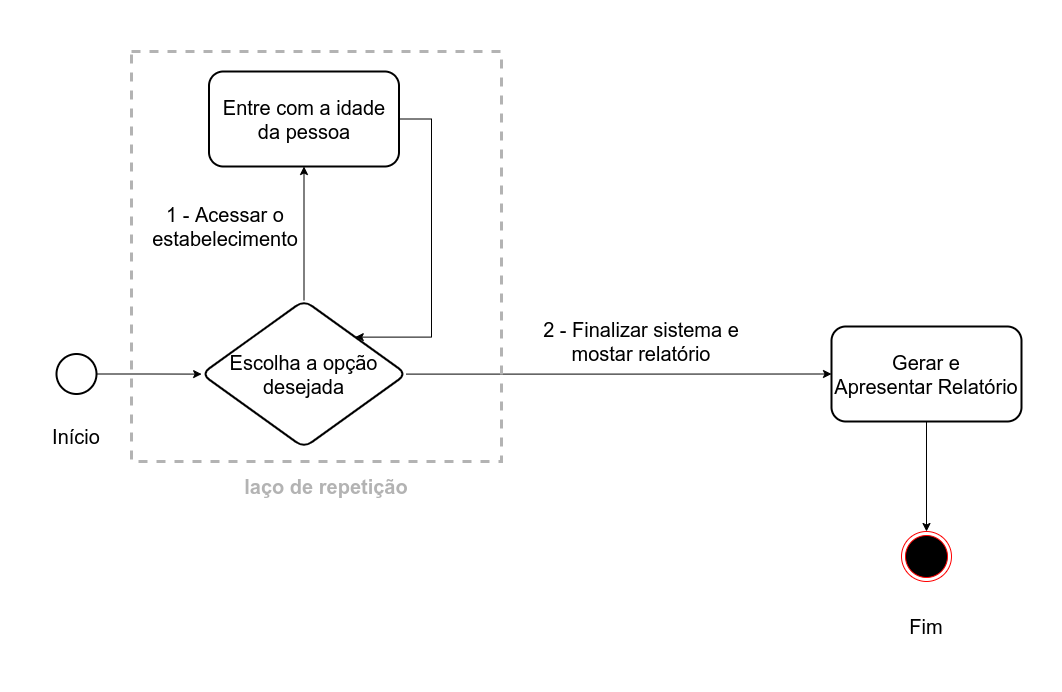 Entre com a idade
da pessoa
1 - Acessar o
estabelecimento
Escolha a opção
desejada
Início
laço de repetição
2 - Finalizar sistema e
mostar relatório
Gerar e
Apresentar Relatório
Fim